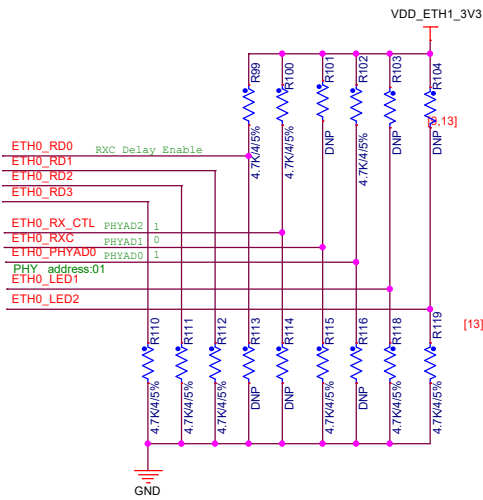 VDD_ETH1_3V3
R99
R100
R101
R102
R103
R104
4.7K/4/5%
4.7K/4/5%
DNP
4.7K/4/5%
DNP
DNP
,13]
ETH0_RD0 RXC Delay Enable
ETH0_RD1
ETH0_RD2
ETH0_RD3
ETH0_RX_CTL PHYAD2 1
ETH0_RXC PHYAD1 0
ETH0_PHYAD0 PHYAD0 1
PHY address:01
ETH0_LED1
ETH0_LED2
R110
R111
R112
R113
R114
R115
R116
R118
R119
[13]
4.7K/4/5%
4.7K/4/5%
4.7K/4/5%
DNP
DNP
4.7K/4/5%
DNP
4.7K/4/5%
4.7K/4/5%
GND